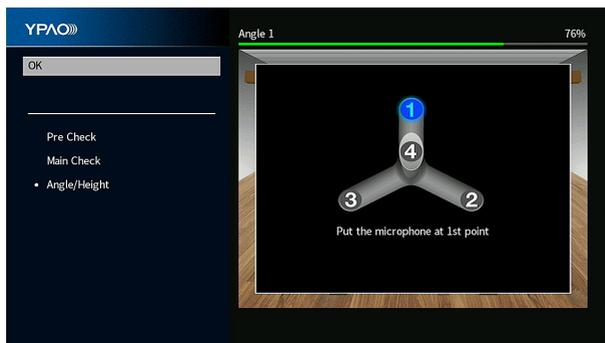 YPAO
OK
Pre Check
Main Check
• Angle/Height
Angle 1 76%
1
4
3 2
Put the microphone at 1st point